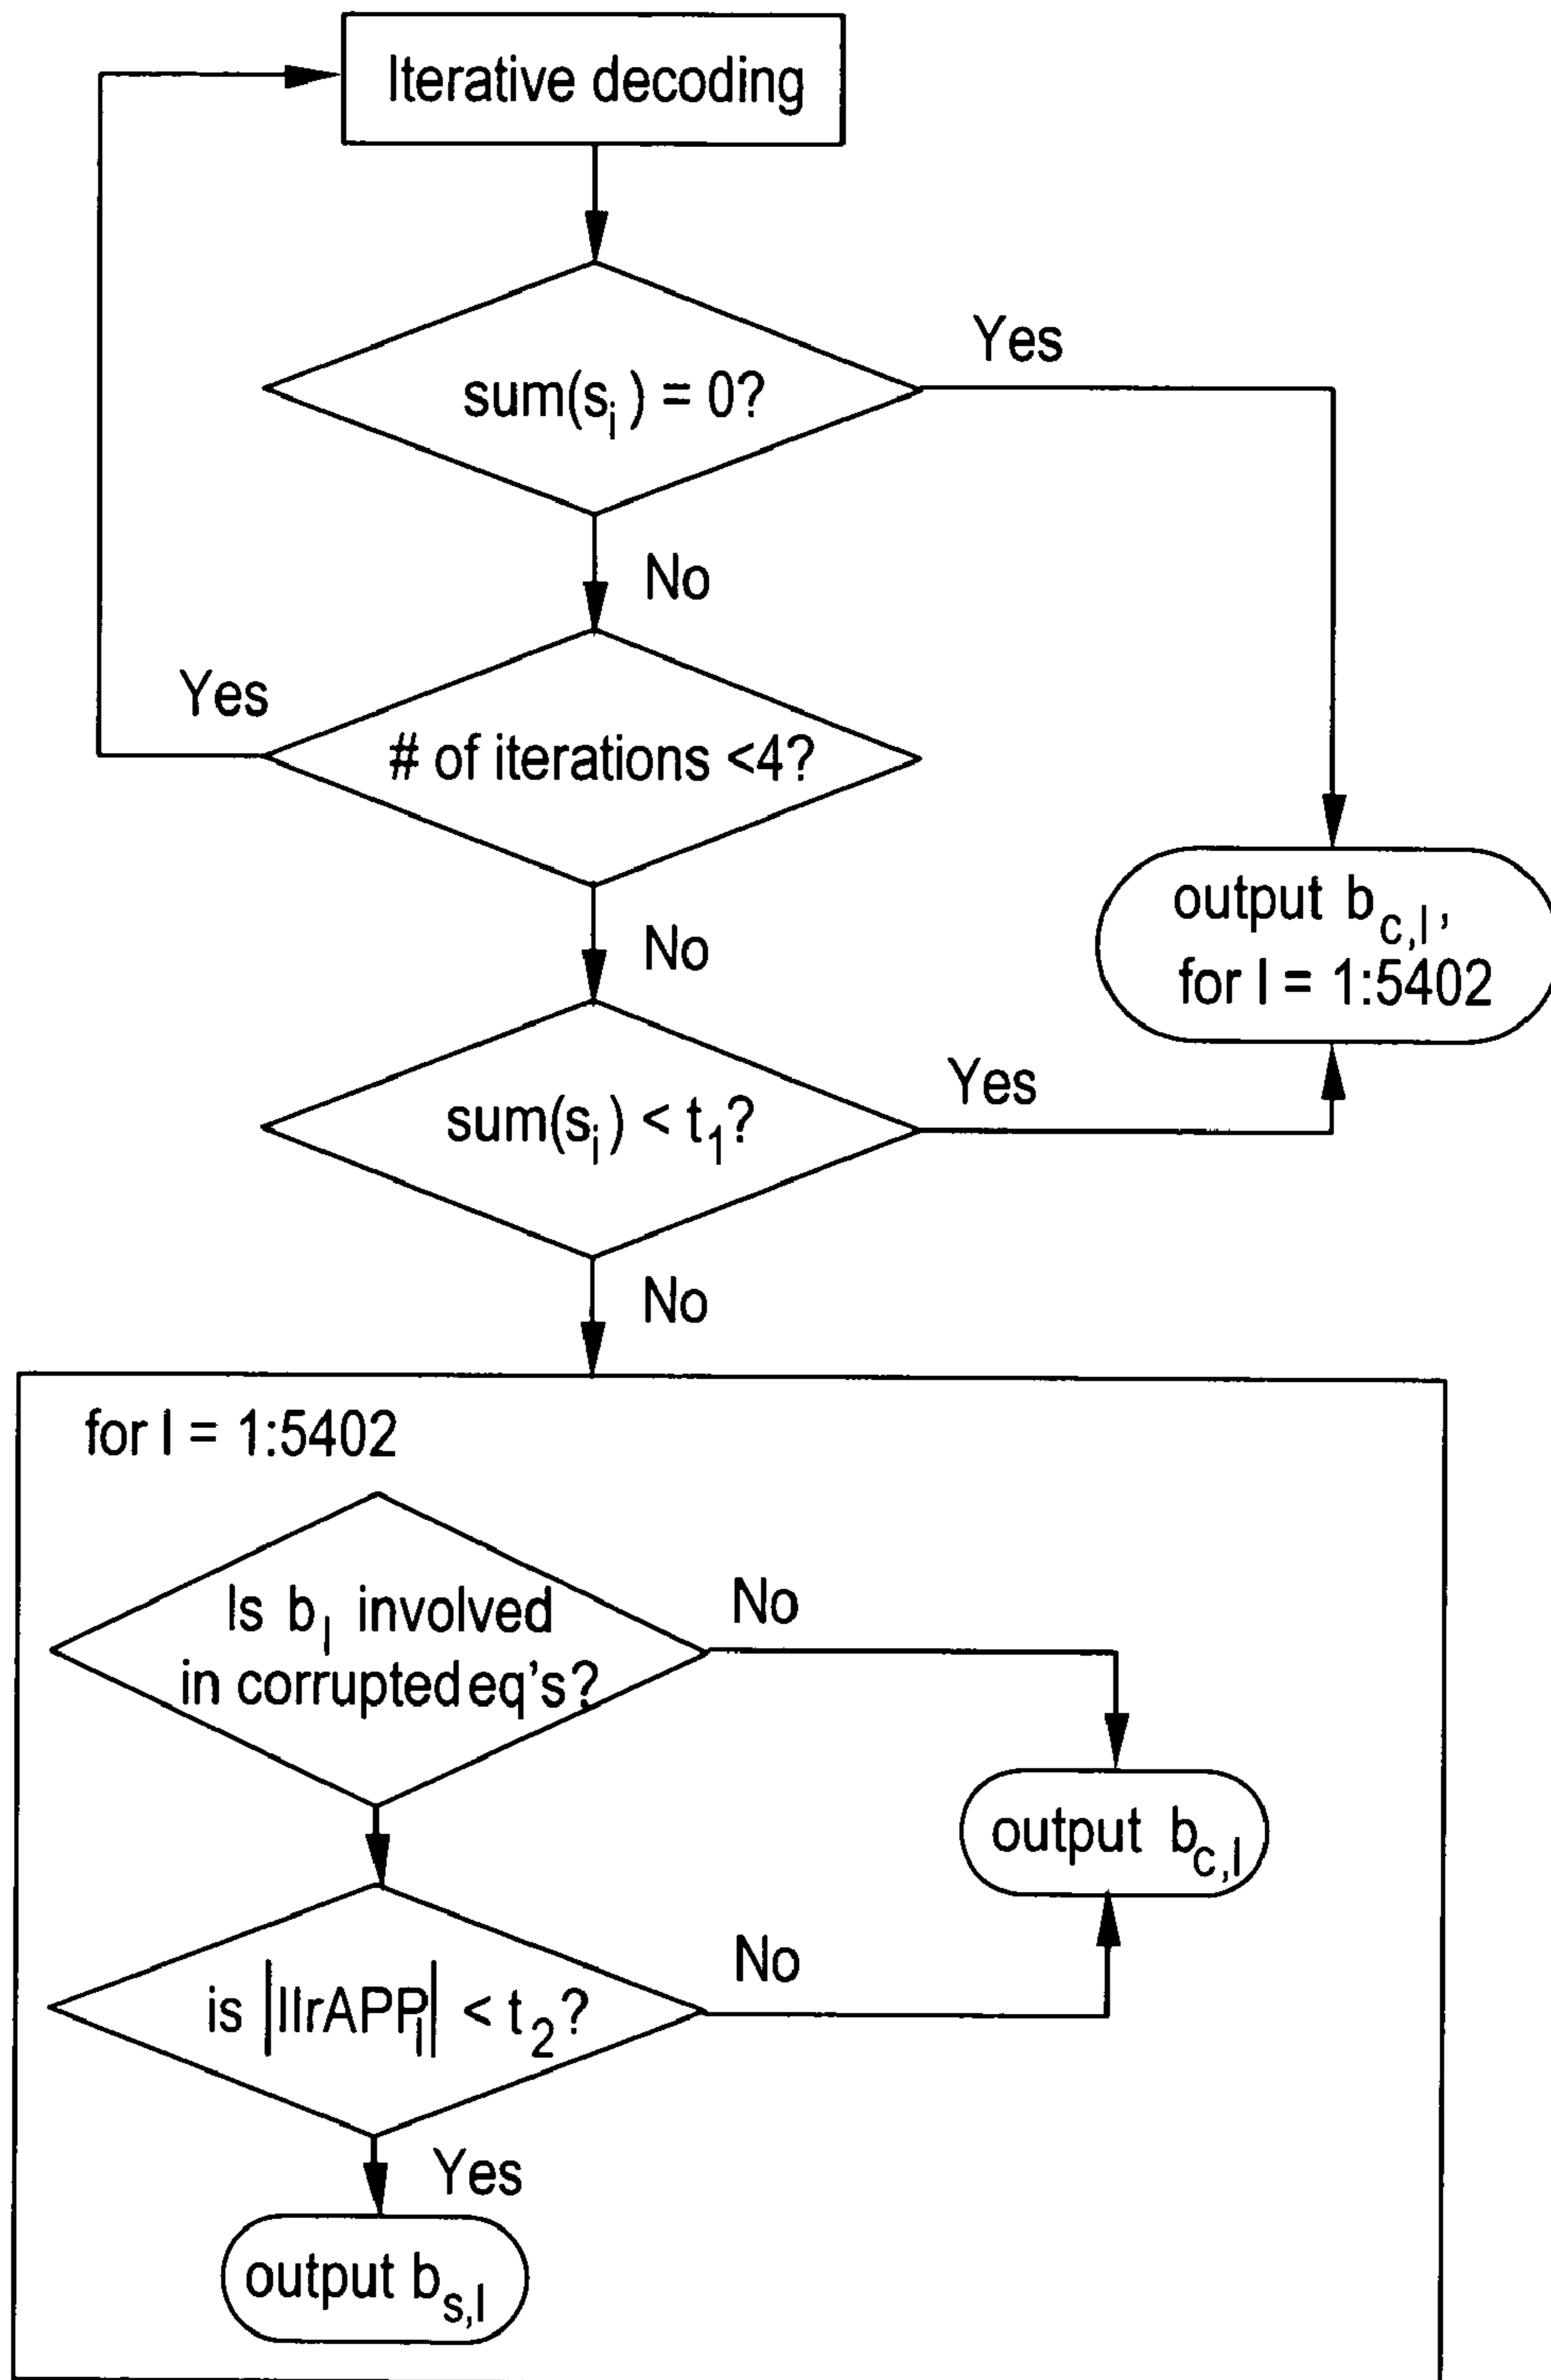 Iterative decoding
Yes
sum(s_i) = 0?
No
Yes
# of iterations <4?
output b_c,l,
for l = 1:5402
No
Yes
sum(s_i) < t_1?
No
for l = 1:5402
Is b_l involved
in corrupted eq's?
No
output b_c,l
No
is |llrAPP_l| < t_2?
Yes
output b_s,l